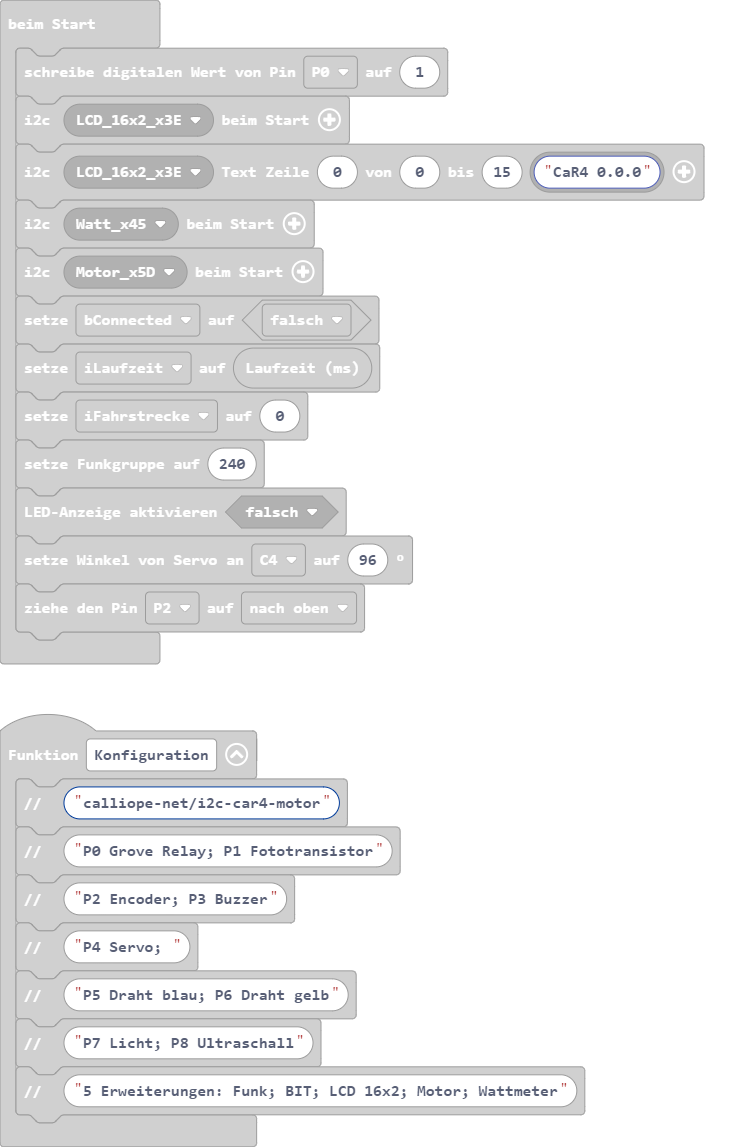 beim Start
schreibe digitalen Wert von Pin P0 auf 1
i2c LCD_16x2_x3E beim Start
i2c LCD_16x2_x3E Text Zeile 0 von 0 bis 15 "CaR4 0.0.0"
i2c Watt_x45 beim Start
i2c Motor_x5D beim Start
setze bConnected auf falsch
setze iLaufzeit auf Laufzeit (ms)
setze iFahrstrecke auf 0
setze Funkgruppe auf 240
LED-Anzeige aktivieren falsch
setze Winkel von Servo an C4 auf 96 °
ziehe den Pin P2 auf nach oben
Funktion Konfiguration
// "calliope-net/i2c-car4-motor"
// "P0 Grove Relay; P1 Fototransistor"
// "P2 Encoder; P3 Buzzer"
// "P4 Servo; "
// "P5 Draht blau; P6 Draht gelb"
// "P7 Licht; P8 Ultraschall"
// "5 Erweiterungen: Funk; BIT; LCD 16x2; Motor; Wattmeter"